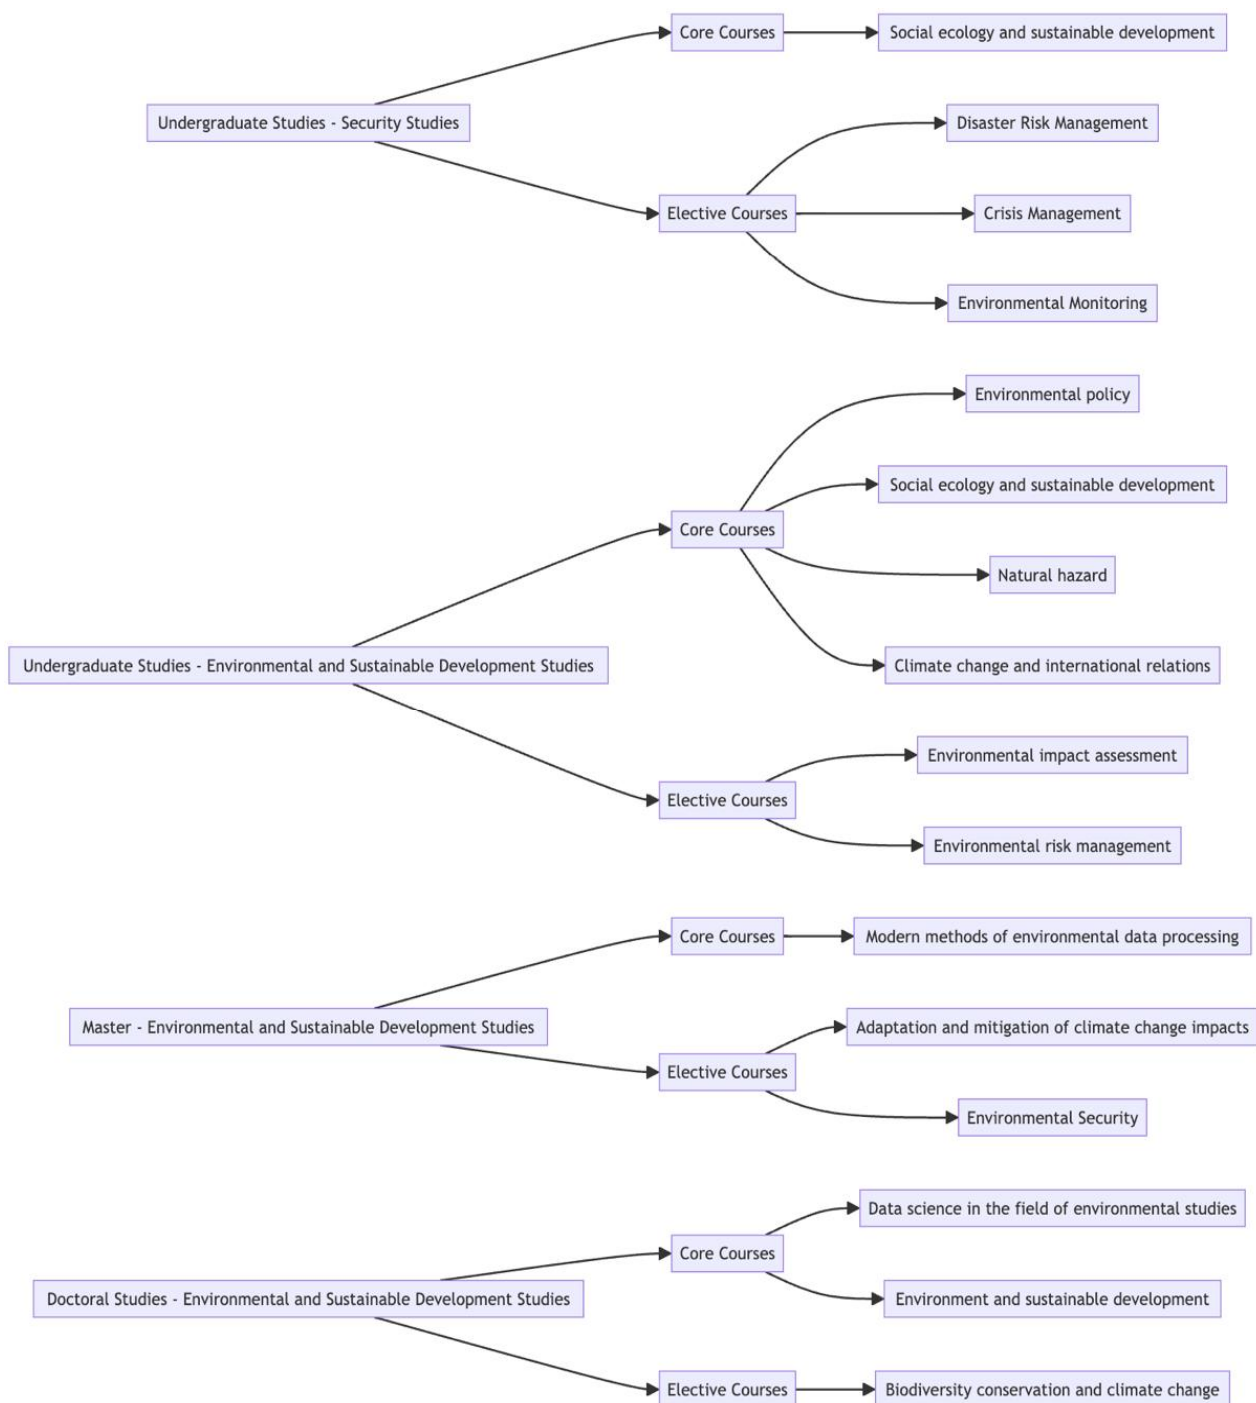 Undergraduate Studies - Security Studies
Core Courses
Social ecology and sustainable development
Elective Courses
Disaster Risk Management
Crisis Management
Environmental Monitoring
Undergraduate Studies - Environmental and Sustainable Development Studies
Core Courses
Environmental policy
Social ecology and sustainable development
Natural hazard
Climate change and international relations
Elective Courses
Environmental impact assessment
Environmental risk management
Master - Environmental and Sustainable Development Studies
Core Courses
Modern methods of environmental data processing
Elective Courses
Adaptation and mitigation of climate change impacts
Environmental Security
Doctoral Studies - Environmental and Sustainable Development Studies
Core Courses
Data science in the field of environmental studies
Environment and sustainable development
Elective Courses
Biodiversity conservation and climate change